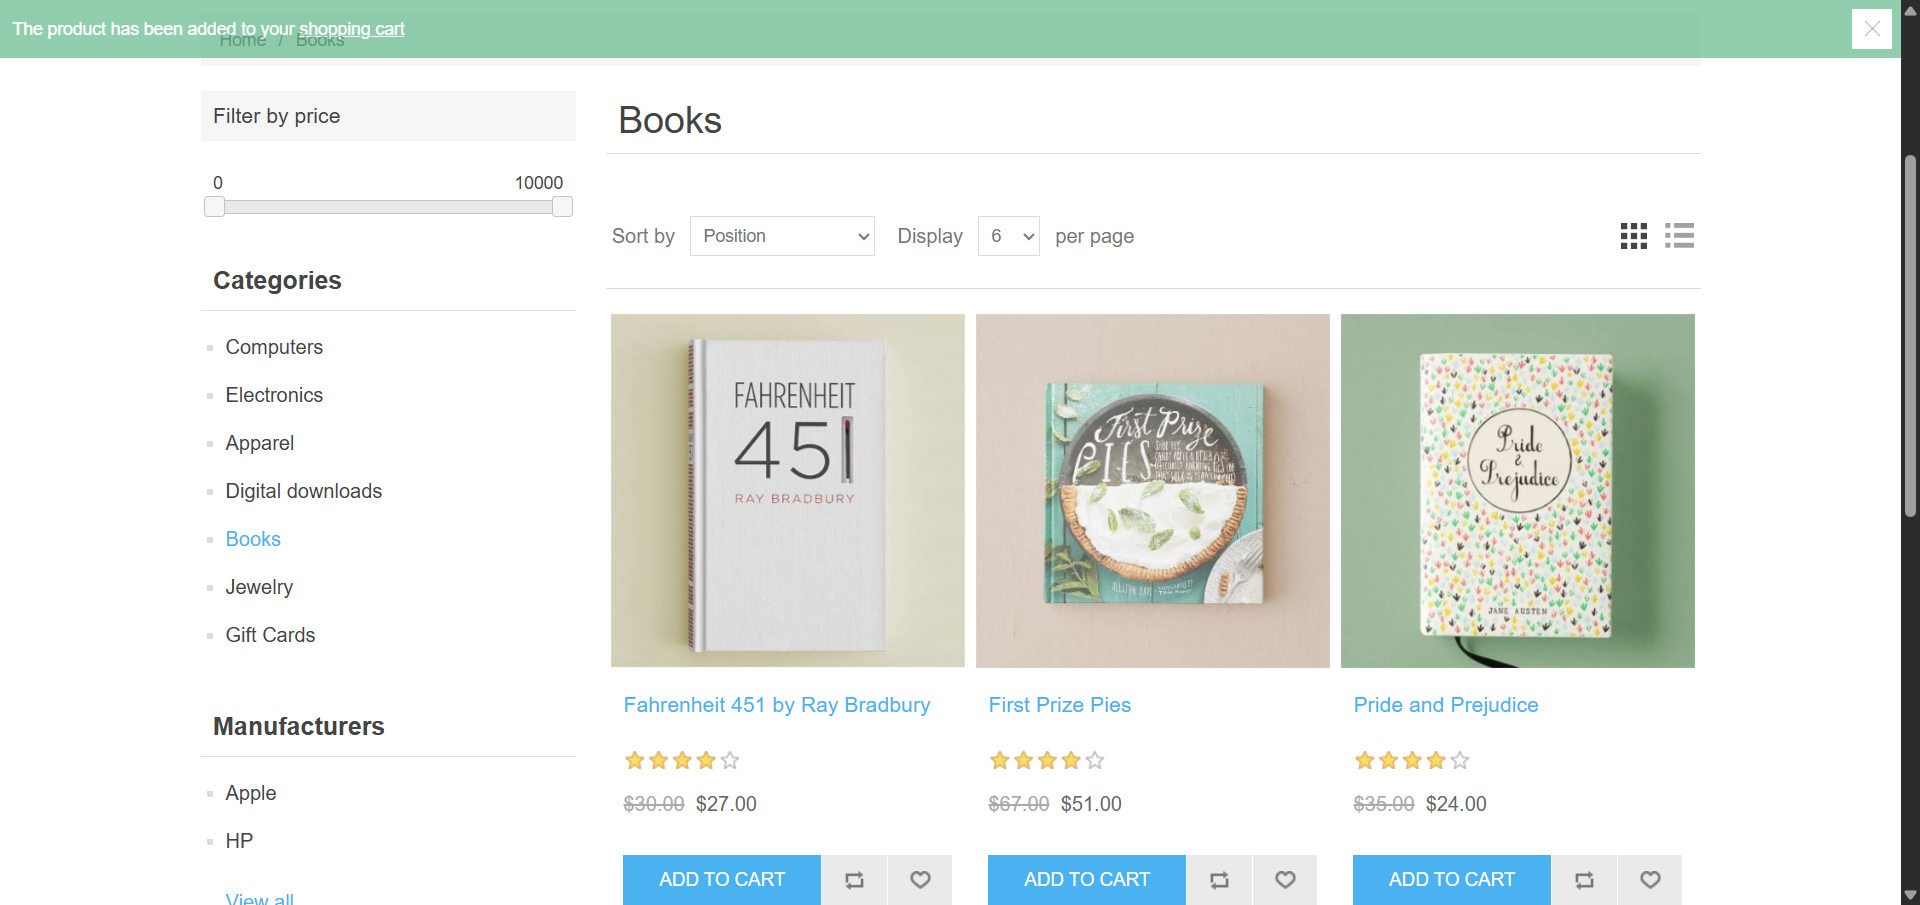 The product has been added to your shopping cart
Home / Books
Filter by price
0 10000
Categories
Computers
Electronics
Apparel
Digital downloads
Books
Jewelry
Gift Cards
Manufacturers
Apple
HP
View all
Books
Sort by Position Display 6 per page
FAHRENHEIT
451
RAY BRADBURY
First Prize
PIES
Pride
&
Prejudice
JANE AUSTEN
Fahrenheit 451 by Ray Bradbury
$30.00 $27.00
ADD TO CART
First Prize Pies
$67.00 $51.00
ADD TO CART
Pride and Prejudice
$35.00 $24.00
ADD TO CART